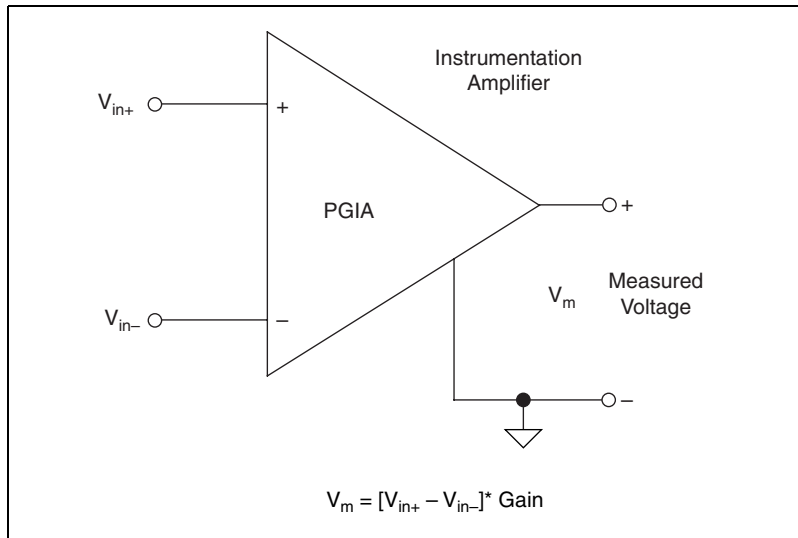 Instrumentation
Amplifier
Vin+
+
PGIA
+
Vm
Measured
Voltage
Vin–
–
–
Vm = [Vin+ – Vin–]* Gain